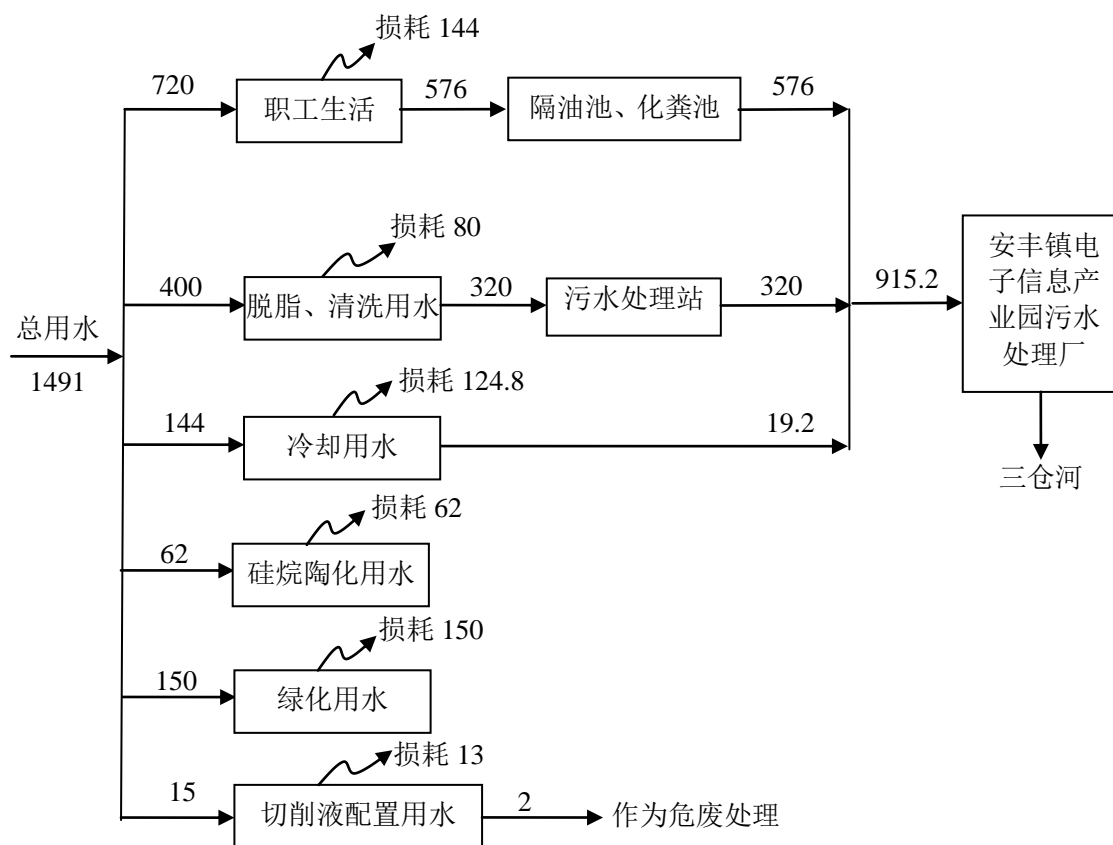 损耗 144
720
职工生活
576
隔油池、化粪池
576
损耗 80
400
脱脂、清洗用水
320
污水处理站
320
915.2
安丰镇电
子信息产
业园污水
处理厂
总用水
1491
损耗 124.8
144
冷却用水
19.2
三仓河
损耗 62
62
硅烷陶化用水
损耗 150
150
绿化用水
损耗 13
15
切削液配置用水
2
作为危废处理